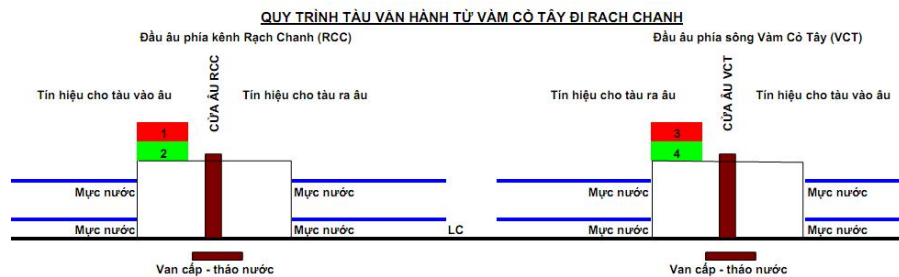 QUY TRÌNH TÀU VẬN HÀNH TỪ VÀM CỎ TÂY ĐI RẠCH CHANH
Đầu âu phía kênh Rạch Chanh (RCC)
Đầu âu phía sông Vàm Cỏ Tây (VCT)
CỬA ÂU RCC
CỬA ÂU VCT
Tín hiệu cho tàu vào âu
Tín hiệu cho tàu ra âu
Tín hiệu cho tàu ra âu
Tín hiệu cho tàu vào âu
1
2
3
4
Mực nước
Mực nước
Mực nước
Mực nước
Mực nước
Mực nước
LC
Mực nước
Mực nước
Van cấp - tháo nước
Van cấp - tháo nước